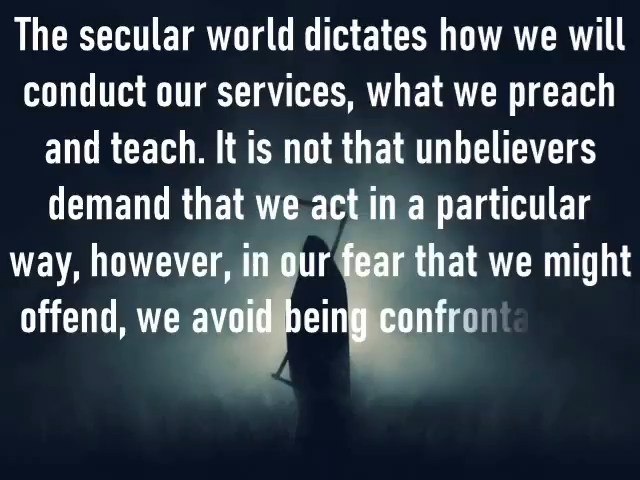 The secular world dictates how we will
conduct our services, what we preach
and teach. It is not that unbelievers
demand that we act in a particular
way, however, in our fear that we might
offend, we avoid being confronta